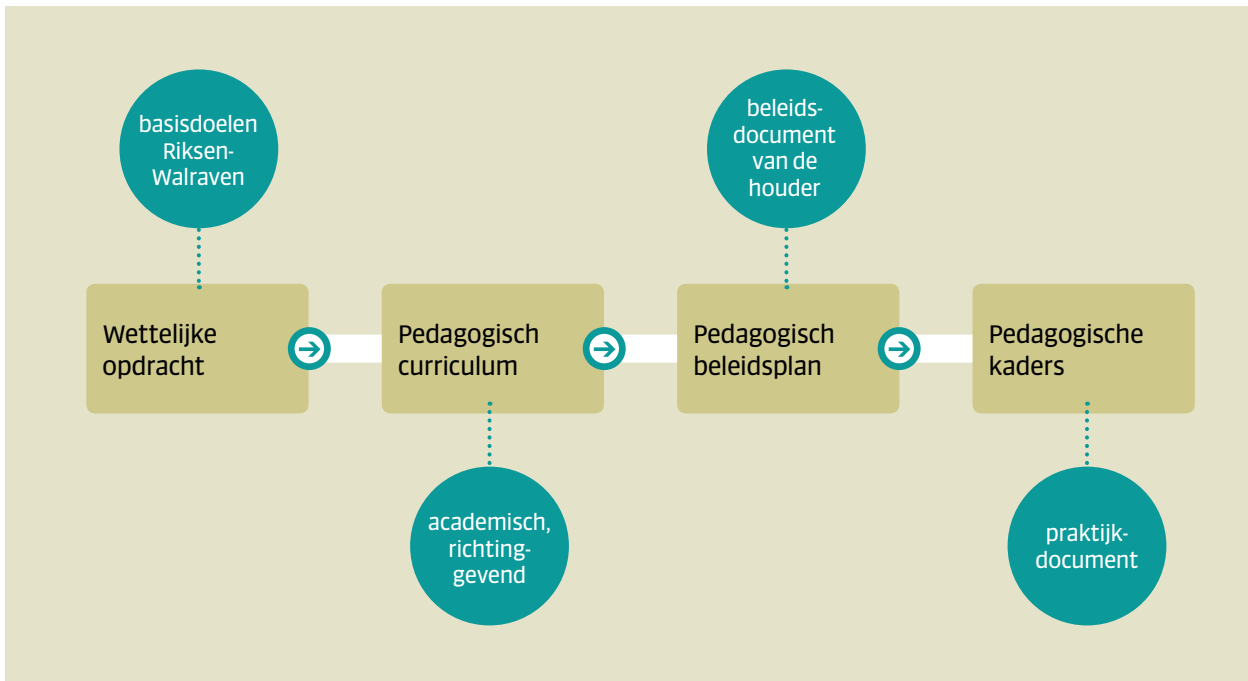 basisdoelen
Riksen-
Walraven
beleids-
document
van de
houder
Wettelijke
opdracht
Pedagogisch
curriculum
Pedagogisch
beleidsplan
Pedagogische
kaders
academisch,
richting-
gevend
praktijk-
document